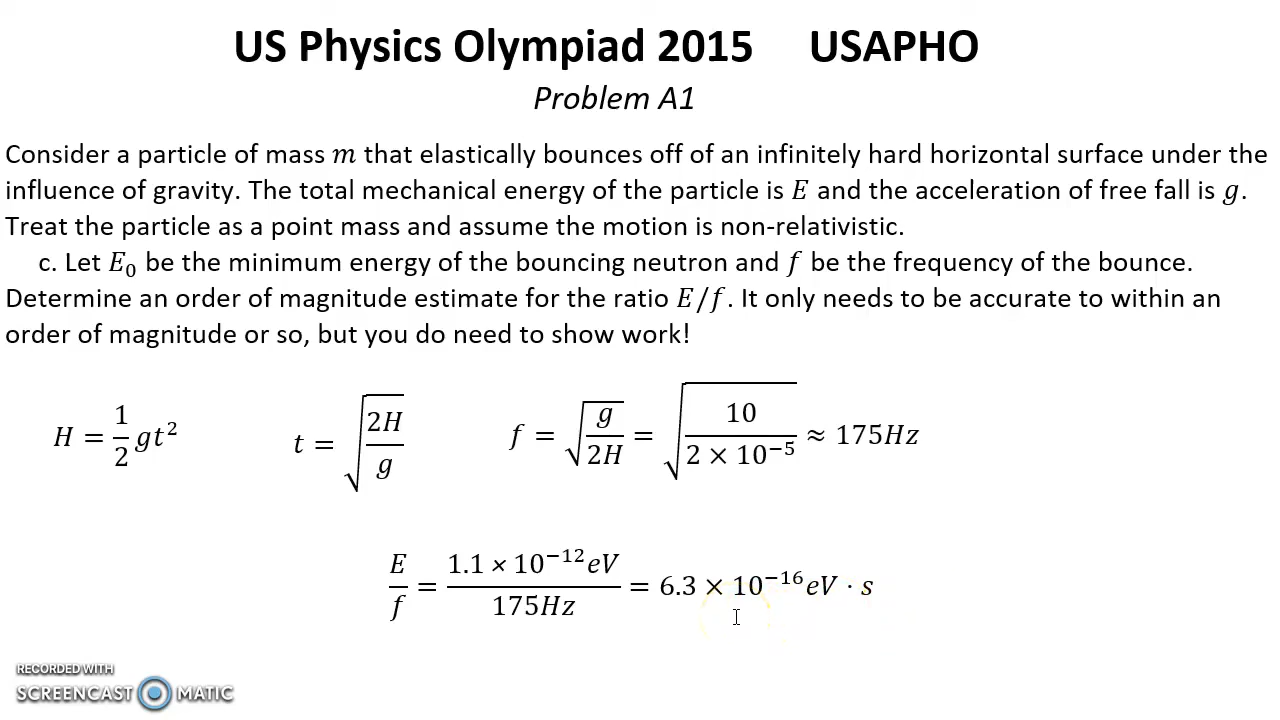 US Physics Olympiad 2015 USAPHO
Problem A1
Consider a particle of mass m that elastically bounces off of an infinitely hard horizontal surface under the
influence of gravity. The total mechanical energy of the particle is E and the acceleration of free fall is g.
Treat the particle as a point mass and assume the motion is non-relativistic.
c. Let E₀ be the minimum energy of the bouncing neutron and f be the frequency of the bounce.
Determine an order of magnitude estimate for the ratio E/f. It only needs to be accurate to within an
order of magnitude or so, but you do need to show work!
H = 1/2 gt² t = √(2H/g) f = √(g/2H) = √(10/(2 × 10⁻⁵)) ≈ 175Hz
E/f = (1.1 × 10⁻¹² eV)/(175Hz) = 6.3 × 10⁻¹⁶ eV · s
RECORDED WITH
SCREENCAST MATIC